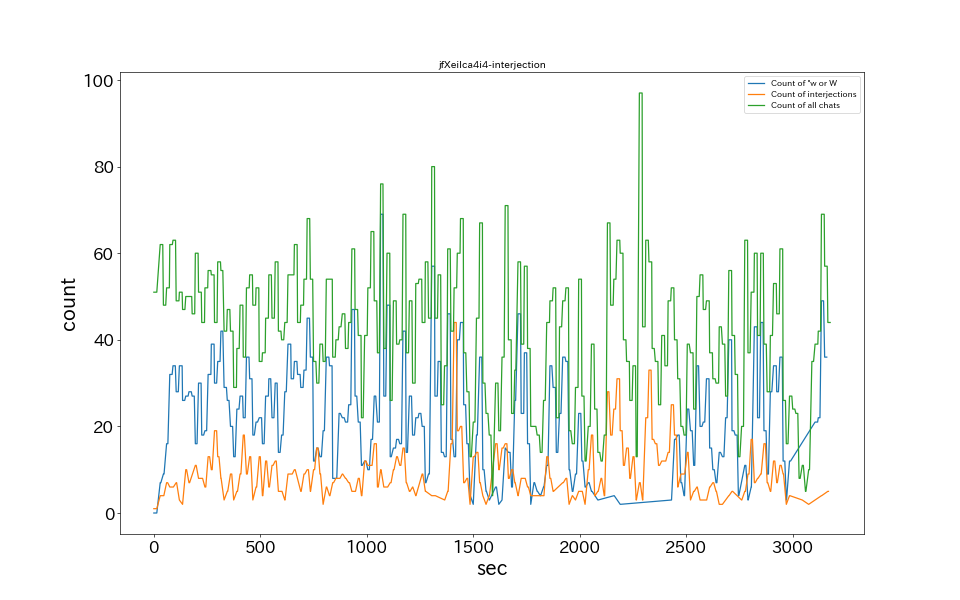 jfXeiIca4i4-interjection
100
80
60
40
20
0
count
0 500 1000 1500 2000 2500 3000
sec
Count of "w or W
Count of interjections
Count of all chats